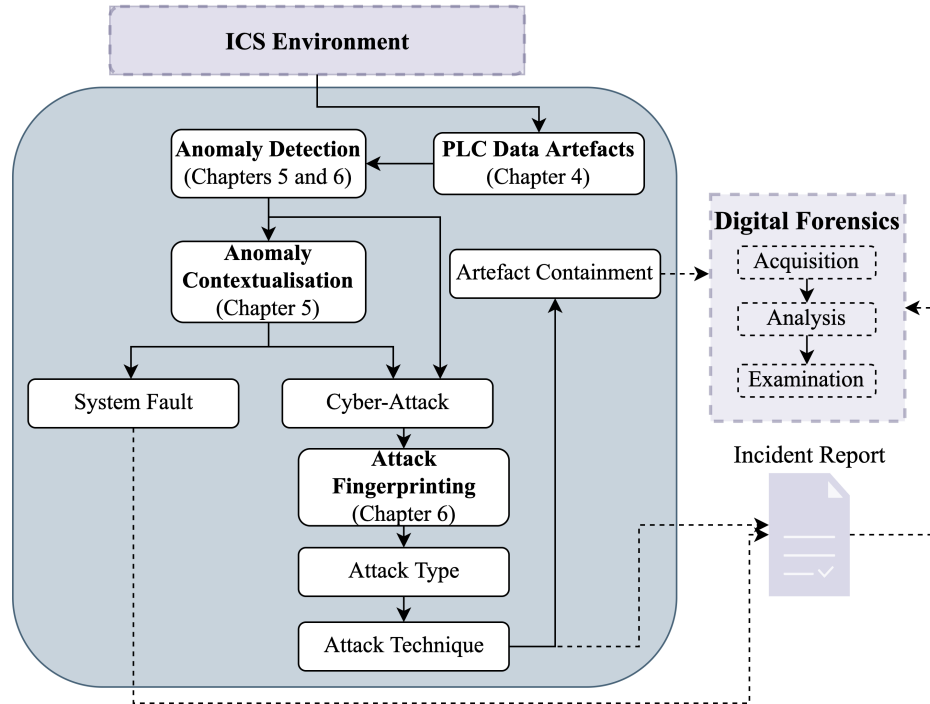 ICS Environment
Anomaly Detection
(Chapters 5 and 6)
PLC Data Artefacts
(Chapter 4)
Anomaly
Contextualisation
(Chapter 5)
Artefact Containment
System Fault
Cyber-Attack
Attack
Fingerprinting
(Chapter 6)
Attack Type
Attack Technique
Digital Forensics
Acquisition
Analysis
Examination
Incident Report